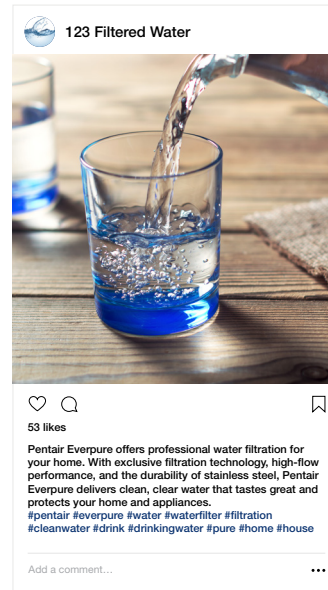 123 Filtered Water
53 likes
Pentair Everpure offers professional water filtration for
your home. With exclusive filtration technology, high-flow
performance, and the durability of stainless steel, Pentair
Everpure delivers clean, clear water that tastes great and
protects your home and appliances.
#pentair #everpure #water #waterfilter #filtration
#cleanwater #drink #drinkingwater #pure #home #house
Add a comment...